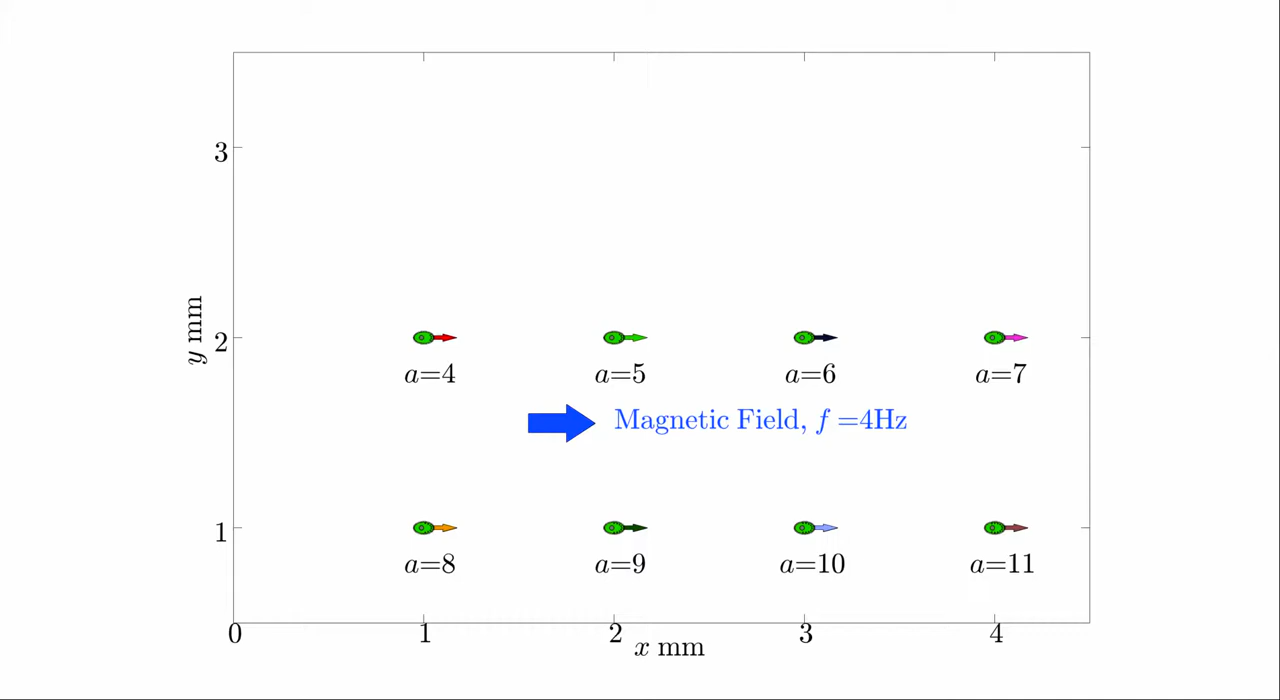 3
y mm
2
a=4 a=5 a=6 a=7
Magnetic Field, f =4Hz
1
a=8 a=9 a=10 a=11
0 1 2 3 4
x mm